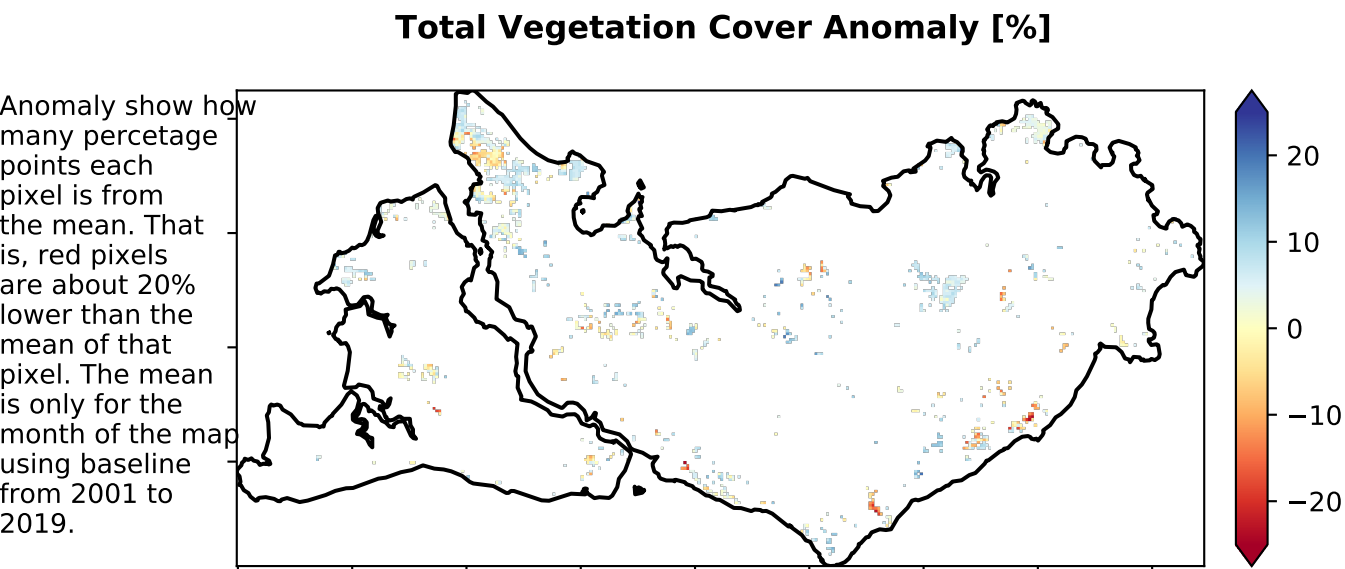 Total Vegetation Cover Anomaly [%]
Anomaly show how
many percetage
points each
pixel is from
the mean. That
is, red pixels
are about 20%
lower than the
mean of that
pixel. The mean
is only for the
month of the map
using baseline
from 2001 to
2019.
20
10
0
−10
−20